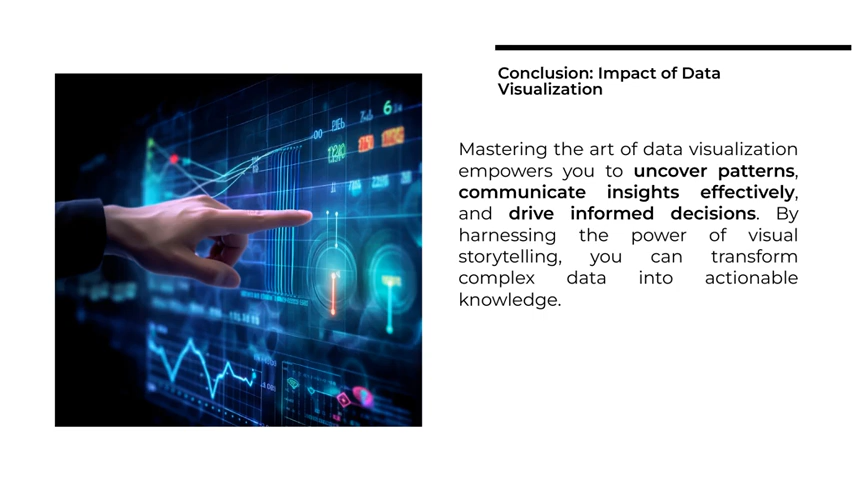 Conclusion: Impact of Data
Visualization
Mastering the art of data visualization
empowers you to uncover patterns,
communicate insights effectively,
and drive informed decisions. By
harnessing the power of visual
storytelling, you can transform
complex data into actionable
knowledge.